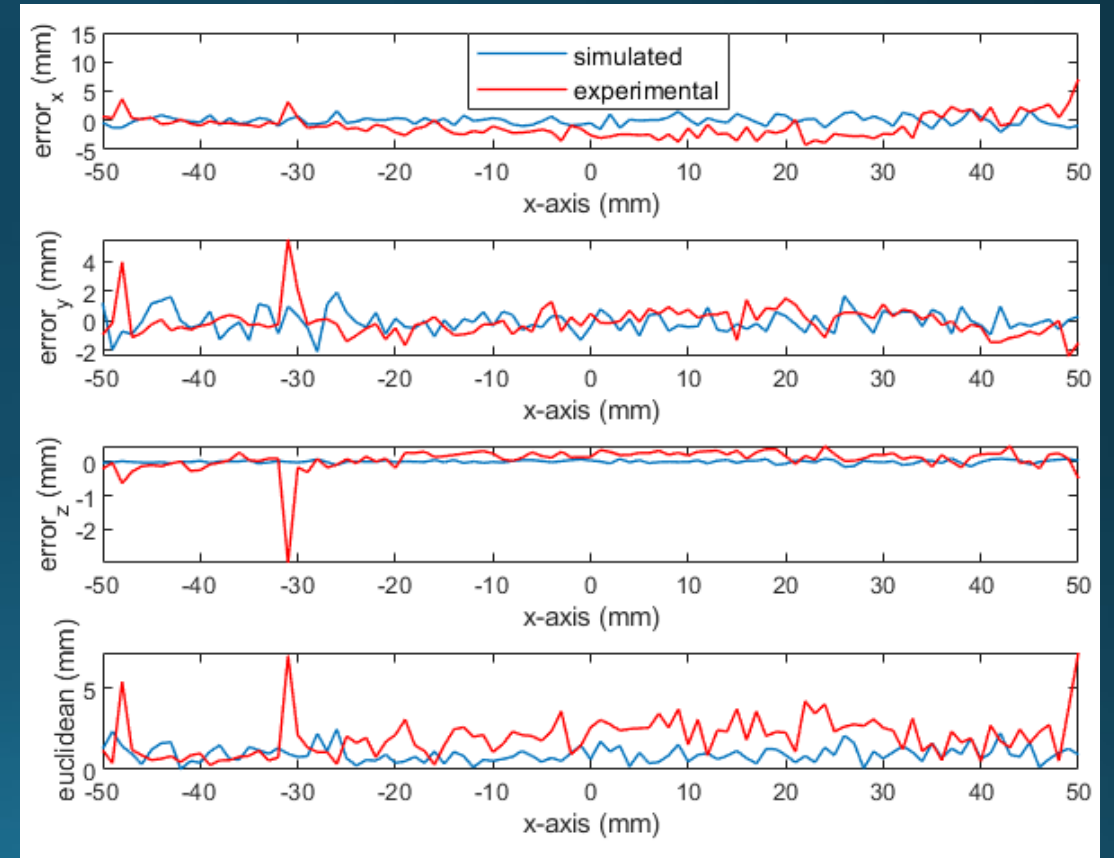 error_x (mm)
15
10
5
0
-5
simulated
experimental
-50 -40 -30 -20 -10 0 10 20 30 40 50
x-axis (mm)
error_y (mm)
4
2
0
-2
-50 -40 -30 -20 -10 0 10 20 30 40 50
x-axis (mm)
error_z (mm)
0
-1
-2
-50 -40 -30 -20 -10 0 10 20 30 40 50
x-axis (mm)
euclidean (mm)
5
0
-50 -40 -30 -20 -10 0 10 20 30 40 50
x-axis (mm)